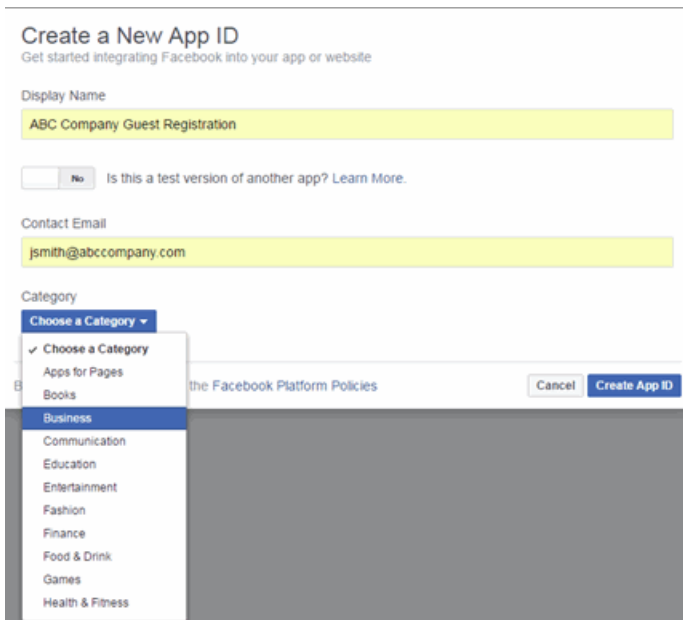 Create a New App ID
Get started integrating Facebook into your app or website
Display Name
ABC Company Guest Registration
No Is this a test version of another app? Learn More.
Contact Email
jsmith@abccompany.com
Category
Choose a Category
Choose a Category
Apps for Pages
Books
B the Facebook Platform Policies Cancel Create App ID
Business
Communication
Education
Entertainment
Fashion
Finance
Food & Drink
Games
Health & Fitness